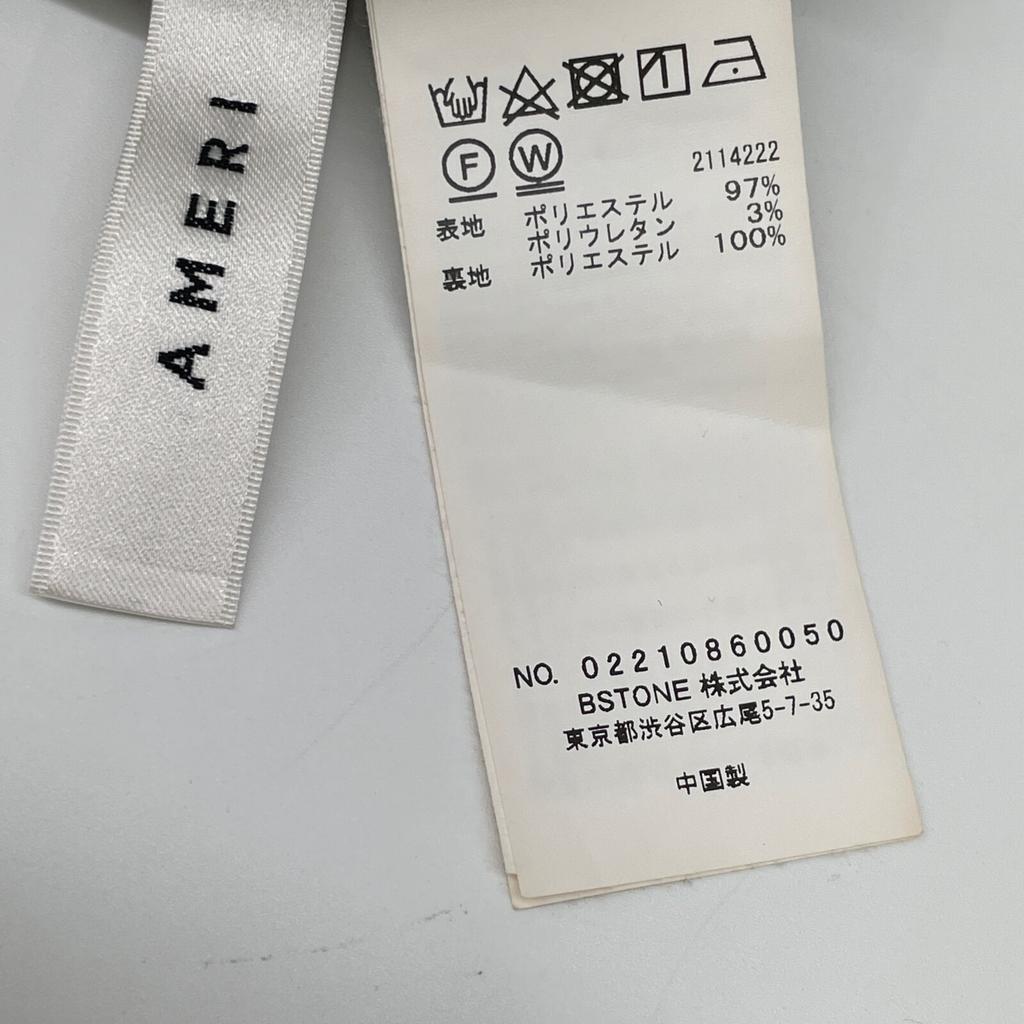 AMERI
F W
2114222
表地 ポリエステル 97%
ポリウレタン 3%
裏地 ポリエステル 100%
NO. 02210860050
BSTONE 株式会社
東京都渋谷区広尾5-7-35
中国製